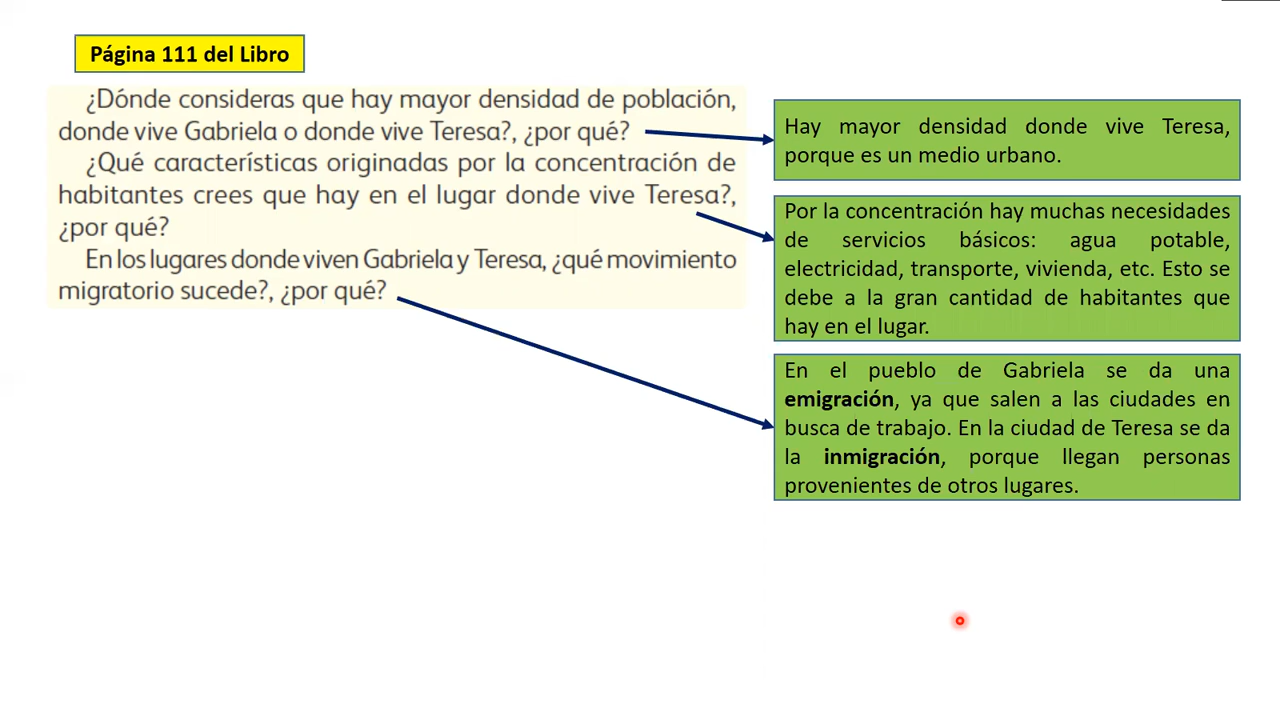 Página 111 del Libro
¿Dónde consideras que hay mayor densidad de población,
donde vive Gabriela o donde vive Teresa?, ¿por qué?
¿Qué características originadas por la concentración de
habitantes crees que hay en el lugar donde vive Teresa?,
¿por qué?
En los lugares donde viven Gabriela y Teresa, ¿qué movimiento
migratorio sucede?, ¿por qué?
Hay mayor densidad donde vive Teresa,
porque es un medio urbano.
Por la concentración hay muchas necesidades
de servicios básicos: agua potable,
electricidad, transporte, vivienda, etc. Esto se
debe a la gran cantidad de habitantes que
hay en el lugar.
En el pueblo de Gabriela se da una
emigración, ya que salen a las ciudades en
busca de trabajo. En la ciudad de Teresa se da
la inmigración, porque llegan personas
provenientes de otros lugares.